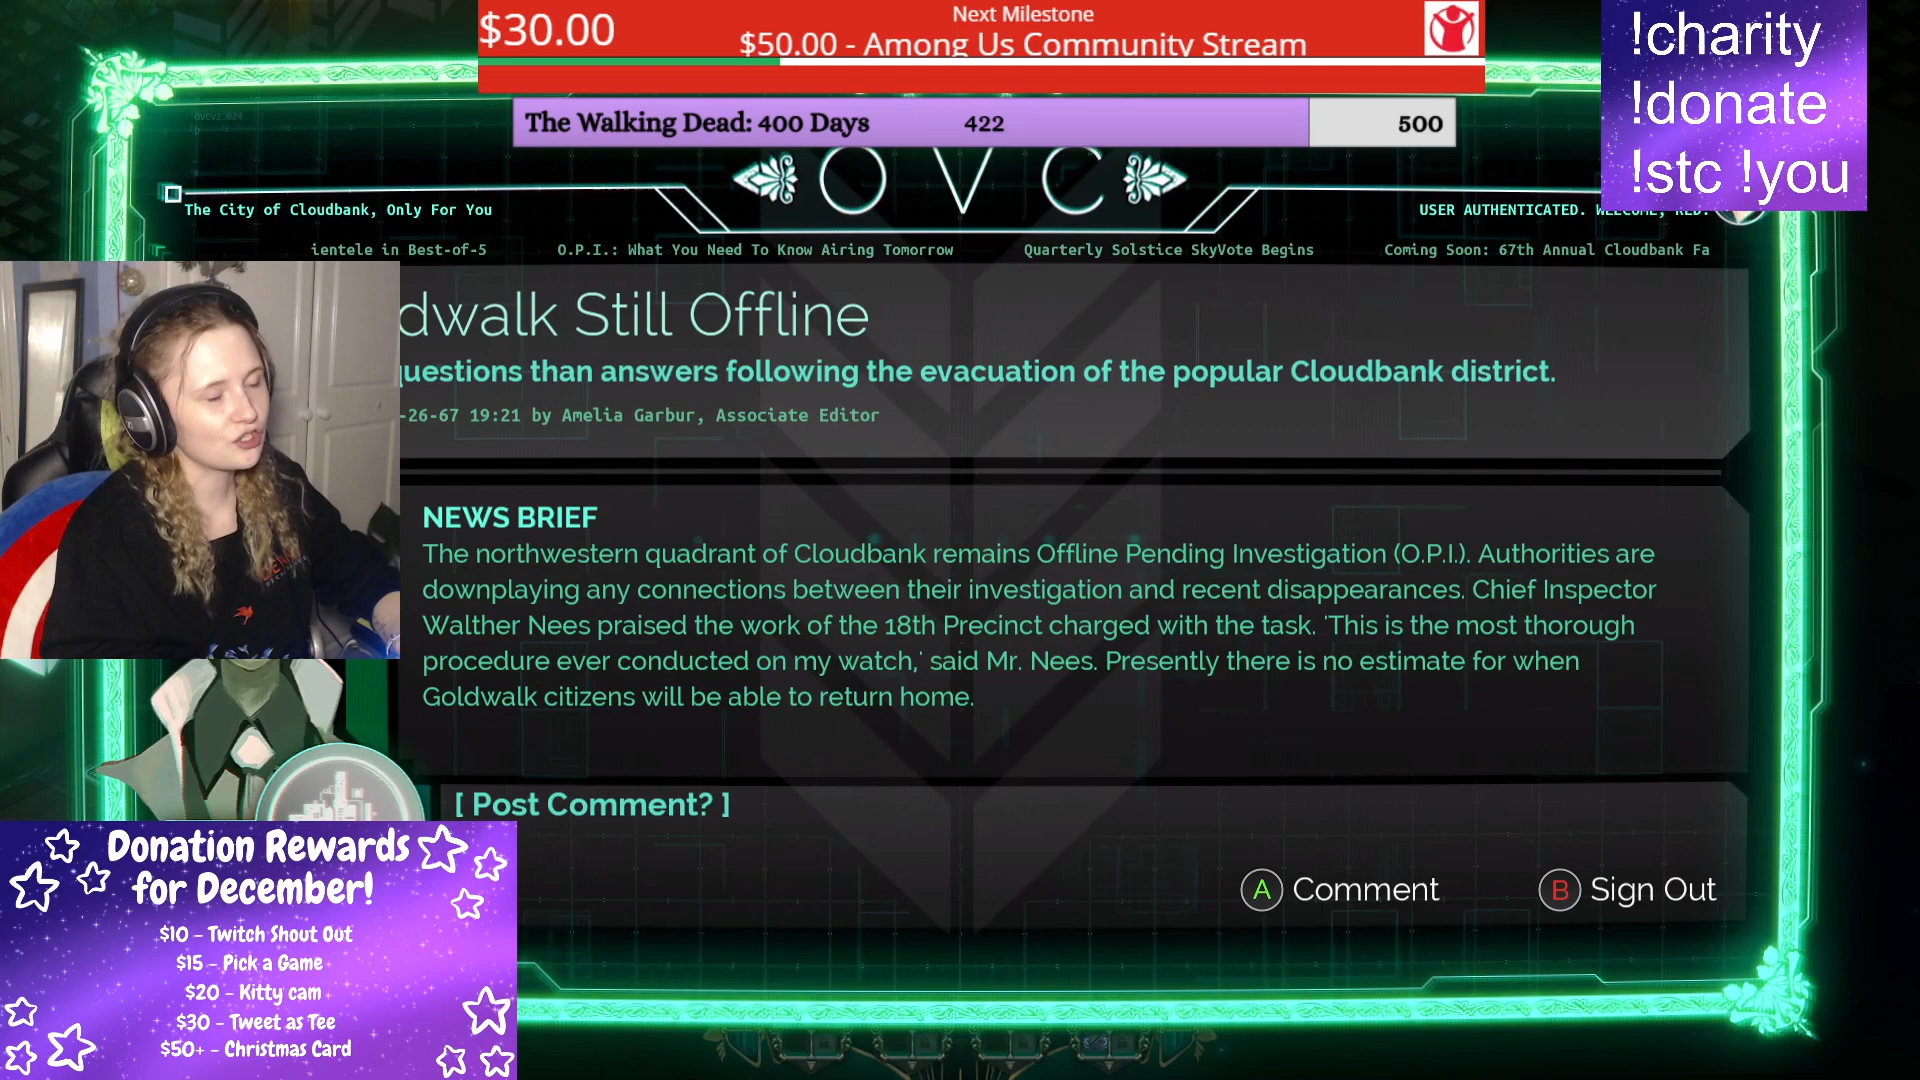 $30.00
Next Milestone
$50.00 - Among Us Community Stream
!charity
!donate
!stc !you
The Walking Dead: 400 Days 422 500
O V C
The City of Cloudbank, Only For You
USER AUTHENTICATED. WELCOME, RED.
ientele in Best-of-5 O.P.I.: What You Need To Know Airing Tomorrow Quarterly Solstice SkyVote Begins Coming Soon: 67th Annual Cloudbank Fa
dwalk Still Offline
questions than answers following the evacuation of the popular Cloudbank district.
-26-67 19:21 by Amelia Garbur, Associate Editor
NEWS BRIEF
The northwestern quadrant of Cloudbank remains Offline Pending Investigation (O.P.I.). Authorities are
downplaying any connections between their investigation and recent disappearances. Chief Inspector
Walther Nees praised the work of the 18th Precinct charged with the task. 'This is the most thorough
procedure ever conducted on my watch,' said Mr. Nees. Presently there is no estimate for when
Goldwalk citizens will be able to return home.
[ Post Comment? ]
A Comment B Sign Out
Donation Rewards
for December!
$10 - Twitch Shout Out
$15 - Pick a Game
$20 - Kitty cam
$30 - Tweet as Tee
$50+ - Christmas Card